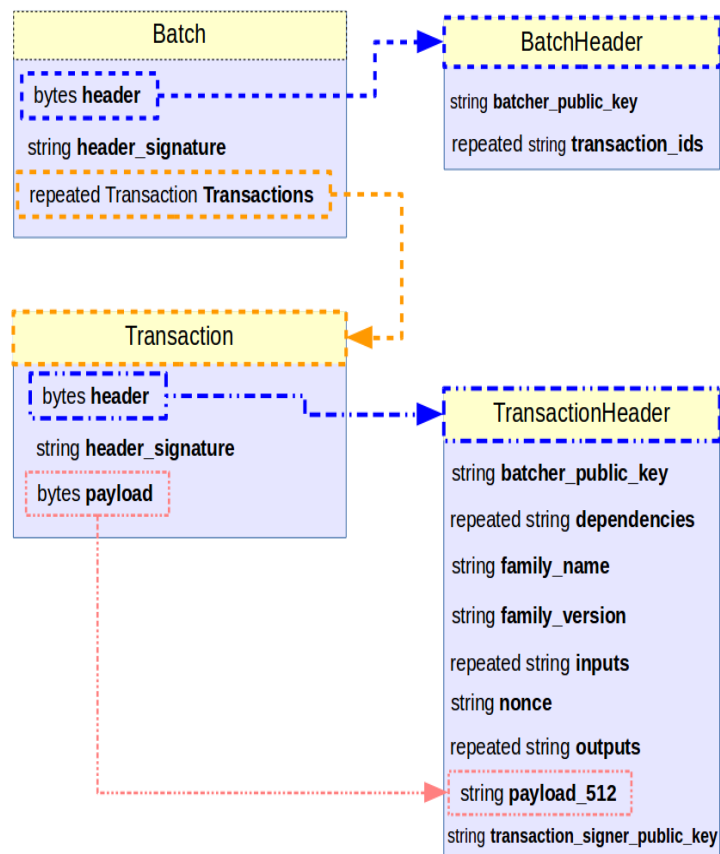 Batch
bytes header
string header_signature
repeated Transaction Transactions
BatchHeader
string batcher_public_key
repeated string transaction_ids
Transaction
bytes header
string header_signature
bytes payload
TransactionHeader
string batcher_public_key
repeated string dependencies
string family_name
string family_version
repeated string inputs
string nonce
repeated string outputs
string payload_512
string transaction_signer_public_key